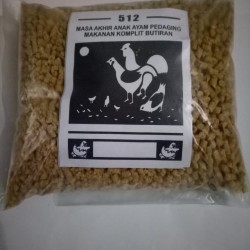 512
MASA AKHIR ANAK AYAM PEDAGING
MAKANAN KOMPLIT BUTIRAN